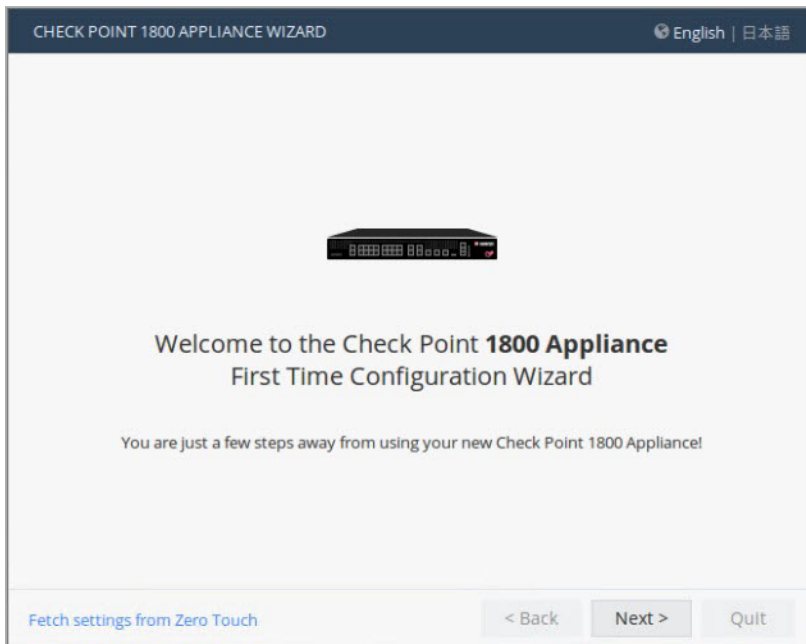 CHECK POINT 1800 APPLIANCE WIZARD
English | 日本語
Welcome to the Check Point 1800 Appliance
First Time Configuration Wizard
You are just a few steps away from using your new Check Point 1800 Appliance!
Fetch settings from Zero Touch
< Back
Next >
Quit